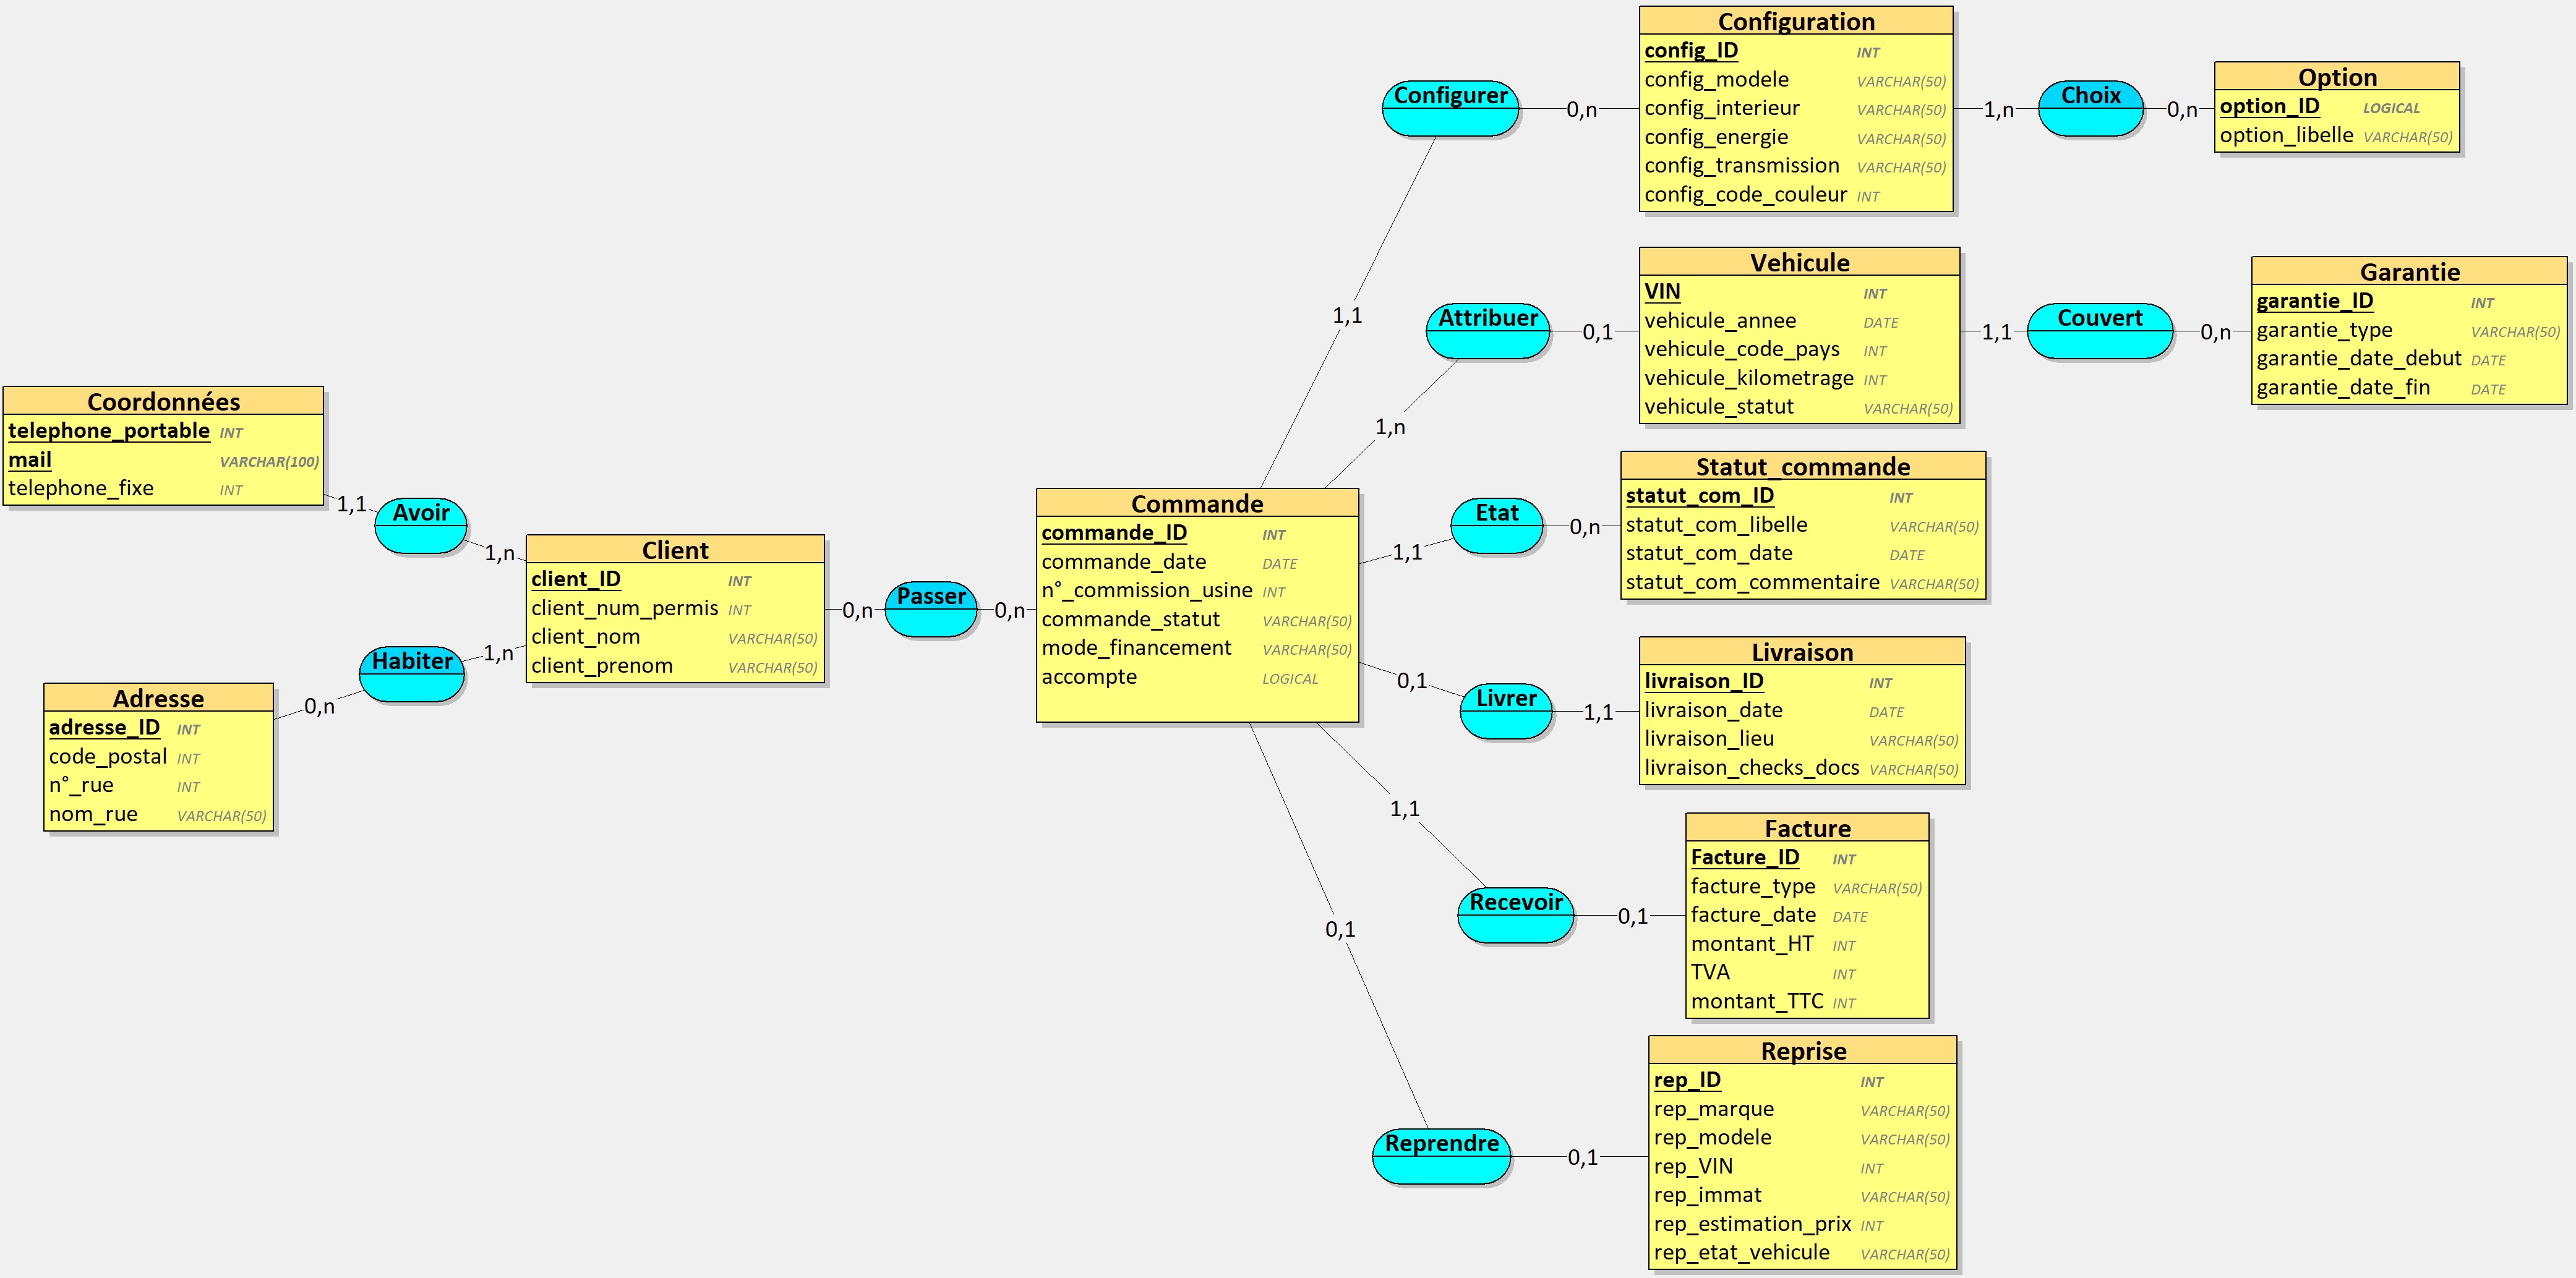 Configuration
config_ID INT
config_modele VARCHAR(50)
config_interieur VARCHAR(50)
config_energie VARCHAR(50)
config_transmission VARCHAR(50)
config_code_couleur INT
Configurer
0,n
1,n
Choix
0,n
Option
option_ID LOGICAL
option_libelle VARCHAR(50)
1,1
Vehicule
VIN INT
vehicule_annee DATE
vehicule_code_pays INT
vehicule_kilometrage INT
vehicule_statut VARCHAR(50)
Attribuer
0,1
1,1
Couvert
0,n
Garantie
garantie_ID INT
garantie_type VARCHAR(50)
garantie_date_debut DATE
garantie_date_fin DATE
1,n
Coordonnées
telephone_portable INT
mail VARCHAR(100)
telephone_fixe INT
1,1
Avoir
1,n
Client
client_ID INT
client_num_permis INT
client_nom VARCHAR(50)
client_prenom VARCHAR(50)
Habiter
1,n
0,n
Adresse
adresse_ID INT
code_postal INT
n°_rue INT
nom_rue VARCHAR(50)
0,n
Passer
0,n
Commande
commande_ID INT
commande_date DATE
n°_commission_usine INT
commande_statut VARCHAR(50)
mode_financement VARCHAR(50)
accompte LOGICAL
1,1
Etat
0,n
Statut_commande
statut_com_ID INT
statut_com_libelle VARCHAR(50)
statut_com_date DATE
statut_com_commentaire VARCHAR(50)
0,1
Livrer
1,1
Livraison
livraison_ID INT
livraison_date DATE
livraison_lieu VARCHAR(50)
livraison_checks_docs VARCHAR(50)
1,1
Recevoir
0,1
Facture
Facture_ID INT
facture_type VARCHAR(50)
facture_date DATE
montant_HT INT
TVA INT
montant_TTC INT
0,1
Reprendre
0,1
Reprise
rep_ID INT
rep_marque VARCHAR(50)
rep_modele VARCHAR(50)
rep_VIN INT
rep_immat VARCHAR(50)
rep_estimation_prix INT
rep_etat_vehicule VARCHAR(50)